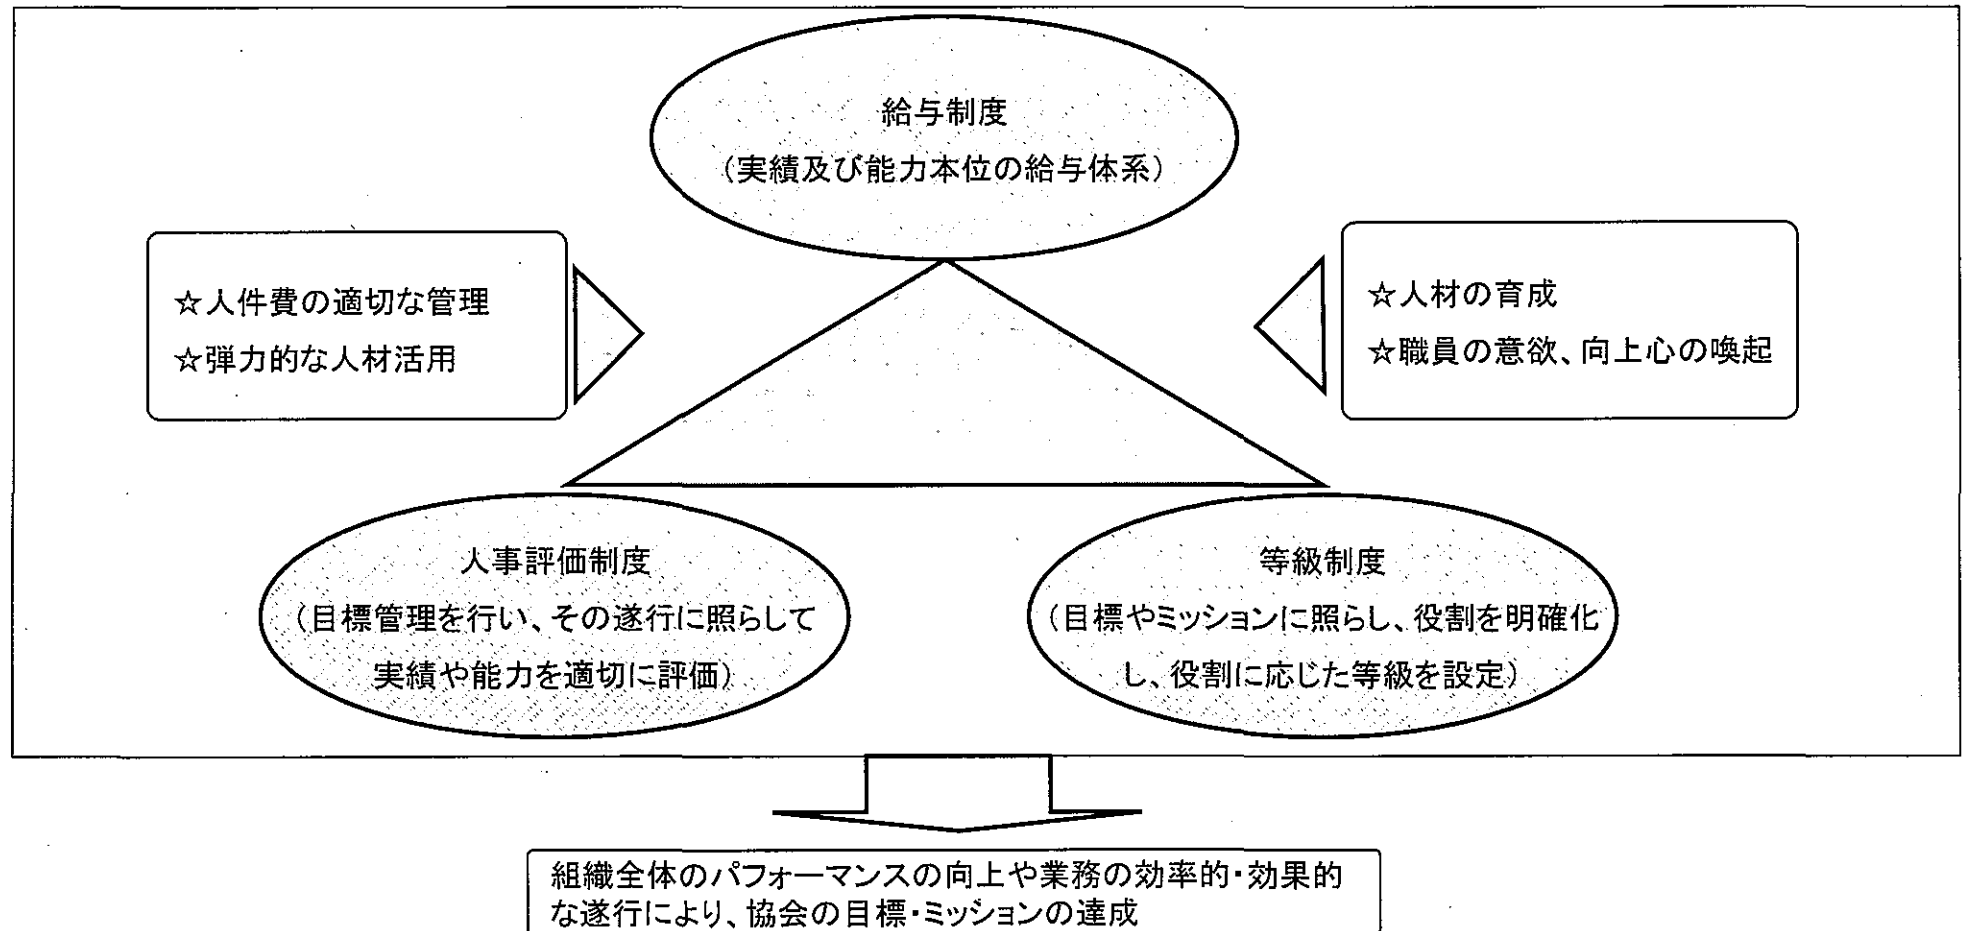 給与制度
（実績及び能力本位の給与体系）
☆人件費の適切な管理
☆弾力的な人材活用
☆人材の育成
☆職員の意欲、向上心の喚起
人事評価制度
（目標管理を行い、その遂行に照らして
実績や能力を適切に評価）
等級制度
（目標やミッションに照らし、役割を明確化
し、役割に応じた等級を設定）
組織全体のパフォーマンスの向上や業務の効率的・効果的
な遂行により、協会の目標・ミッションの達成